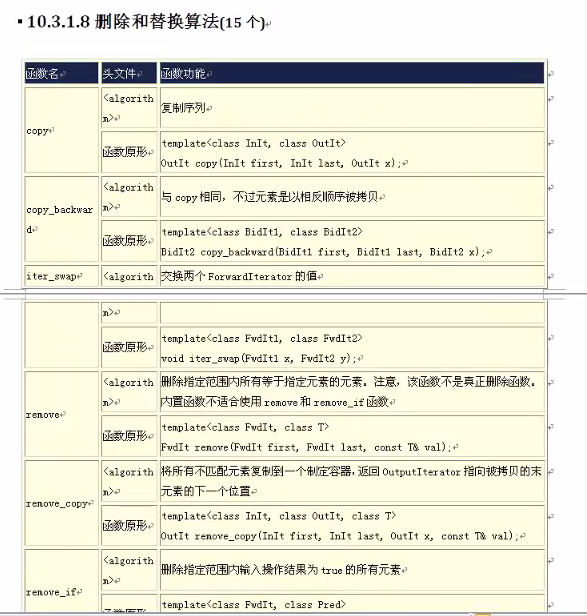 ▪ 10.3.1.8 删除和替换算法(15 个)↵
函数名↵ 头文件↵ 函数功能↵
copy↵
<algorith
m>↵
复制序列↵
函数原形↵
template<class InIt, class OutIt>
OutIt copy(InIt first, InIt last, OutIt x);↵
copy_backwar
d↵
<algorith
m>↵
与 copy 相同，不过元素是以相反顺序被拷贝↵
函数原形↵
template<class BidIt1, class BidIt2>
BidIt2 copy_backward(BidIt1 first, BidIt1 last, BidIt2 x);↵
iter_swap↵
<algorith
交换两个 ForwardIterator 的值↵
m>↵
函数原形↵
template<class FwdIt1, class FwdIt2>
void iter_swap(FwdIt1 x, FwdIt2 y);↵
remove↵
<algorith
m>↵
删除指定范围内所有等于指定元素的元素。注意，该函数不是真正删除函数。
内置函数不适合使用 remove 和 remove_if 函数↵
函数原形↵
template<class FwdIt, class T>
FwdIt remove(FwdIt first, FwdIt last, const T& val);↵
remove_copy↵
<algorith
m>↵
将所有不匹配元素复制到一个制定容器，返回 OutputIterator 指向被拷贝的末
元素的下一个位置↵
函数原形↵
template<class InIt, class OutIt, class T>
OutIt remove_copy(InIt first, InIt last, OutIt x, const T& val);↵
remove_if↵
<algorith
m>↵
删除指定范围内输入操作结果为 true 的所有元素↵
函数原形↵
template<class FwdIt, class Pred>